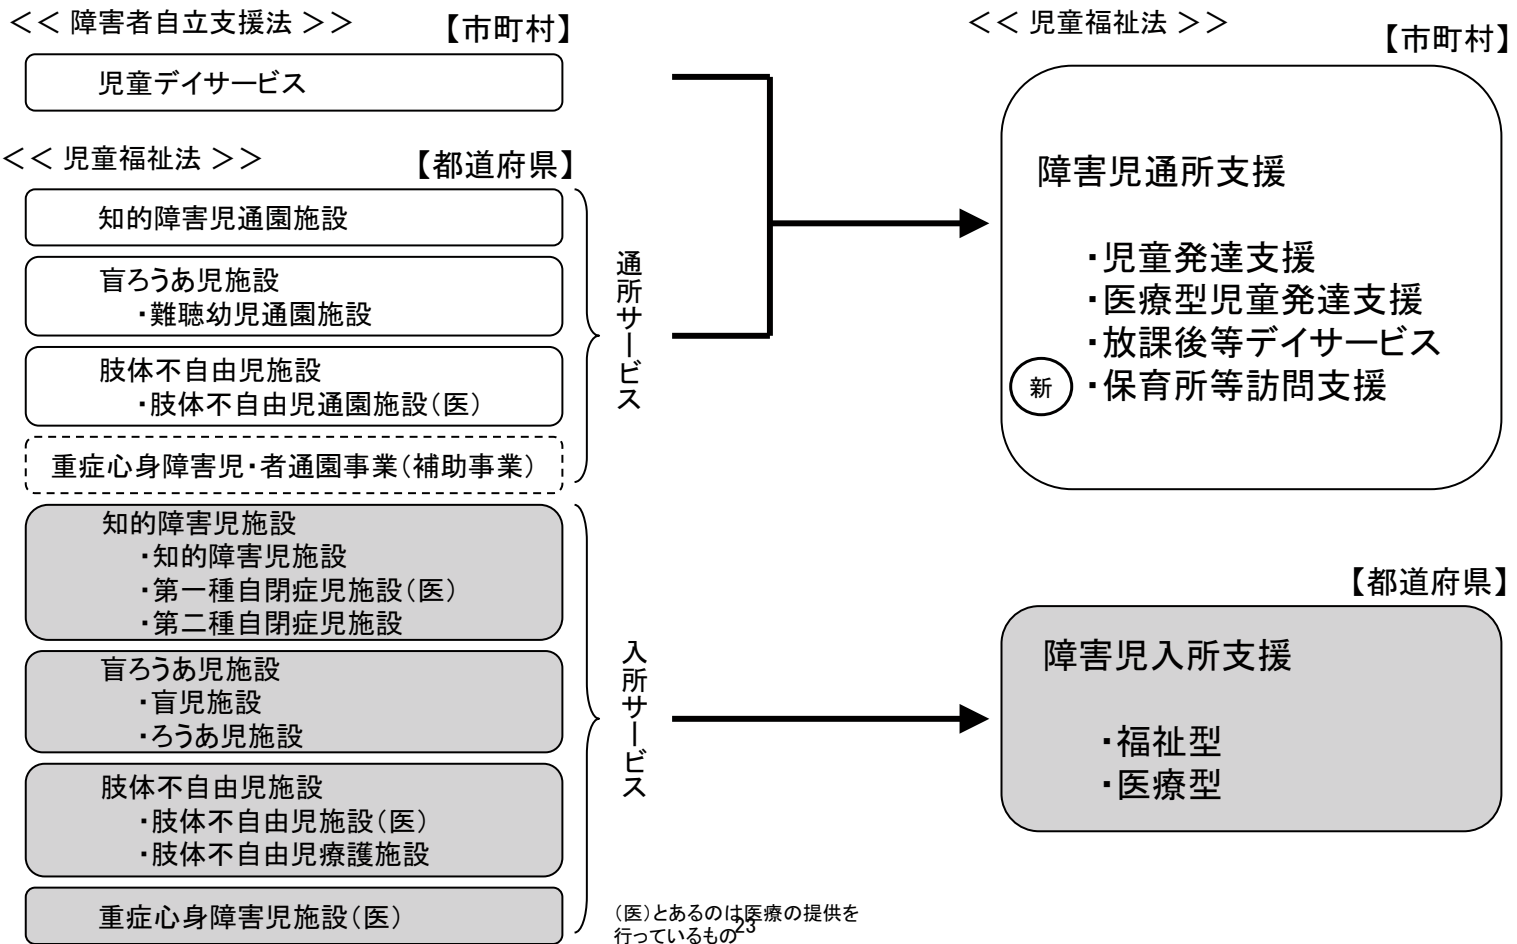 ＜＜ 障害者自立支援法 ＞＞
【市町村】
児童デイサービス
＜＜ 児童福祉法 ＞＞
【都道府県】
知的障害児通園施設
盲ろうあ児施設
・難聴幼児通園施設
肢体不自由児施設
・肢体不自由児通園施設（医）
重症心身障害児・者通園事業（補助事業）
通所サービス
知的障害児施設
・知的障害児施設
・第一種自閉症児施設（医）
・第二種自閉症児施設
盲ろうあ児施設
・盲児施設
・ろうあ児施設
肢体不自由児施設
・肢体不自由児施設（医）
・肢体不自由児療護施設
重症心身障害児施設（医）
入所サービス
＜＜ 児童福祉法 ＞＞
【市町村】
障害児通所支援
・児童発達支援
・医療型児童発達支援
・放課後等デイサービス
新 ・保育所等訪問支援
【都道府県】
障害児入所支援
・福祉型
・医療型
（医）とあるのは医療の提供を
行っているもの
23